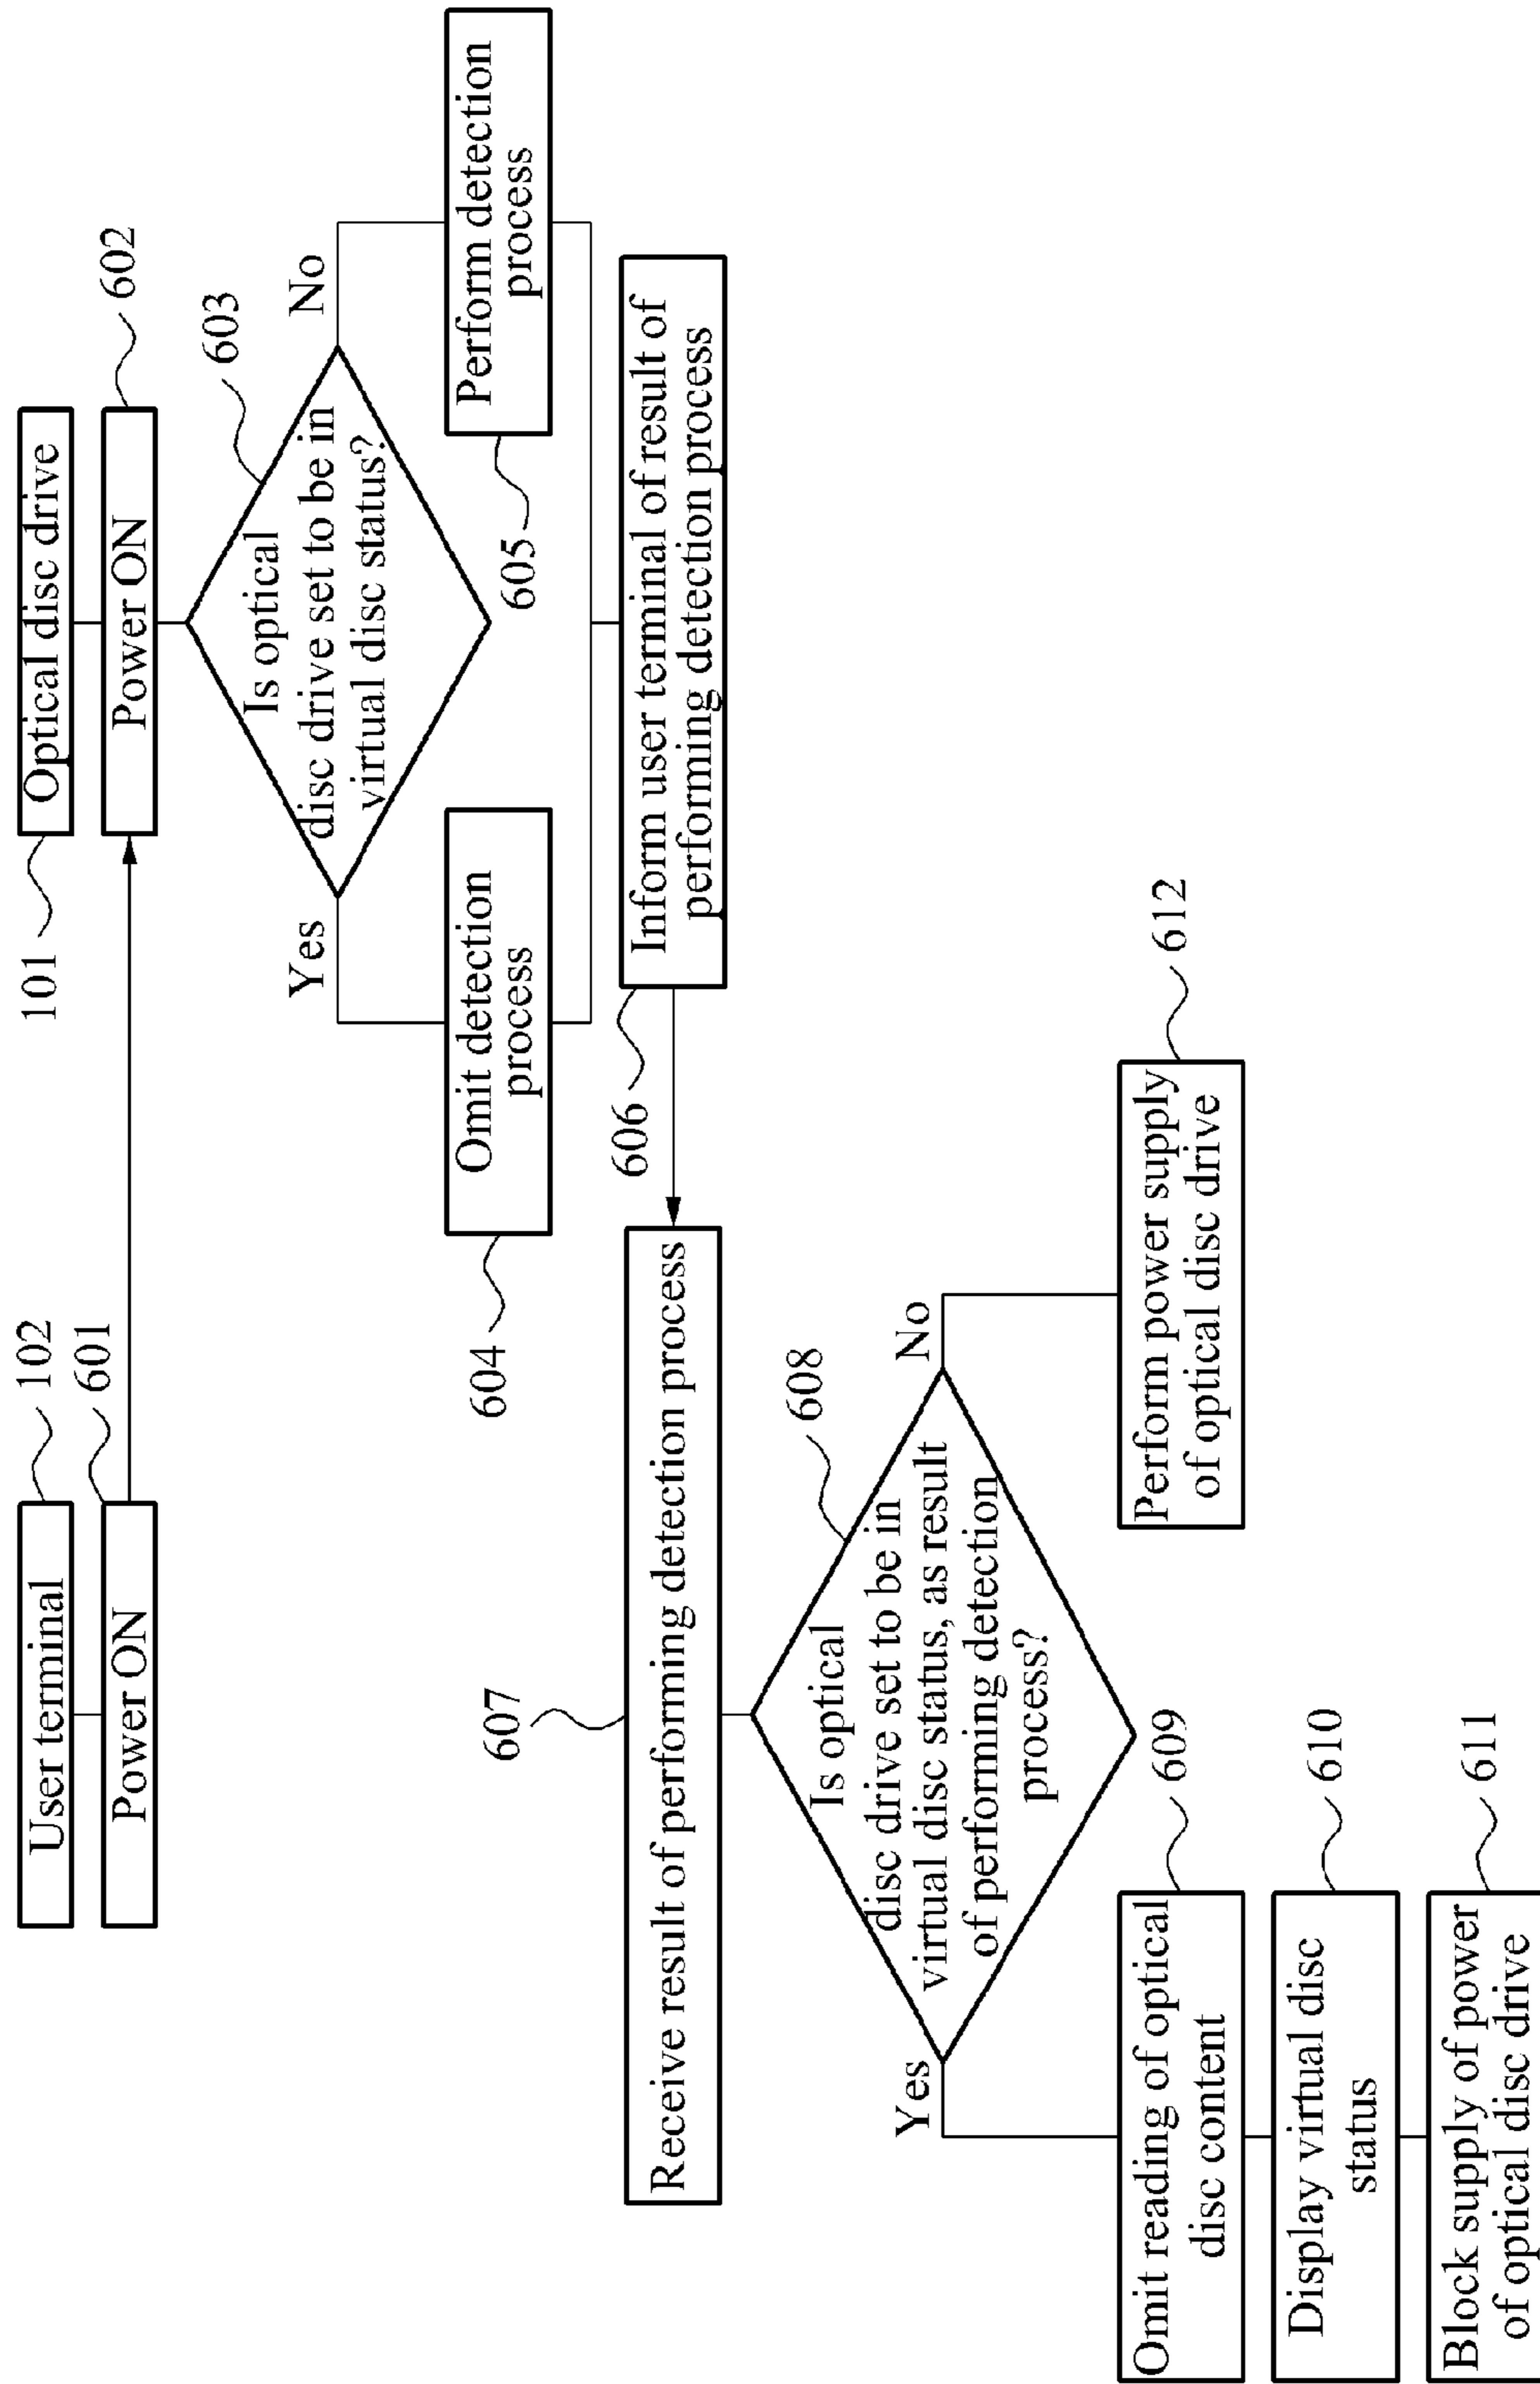 User terminal
102
Power ON
601
101
Optical disc drive
Power ON
602
603
Is optical
disc drive set to be in
virtual disc status?
Yes
No
Omit detection
process
604
Perform detection
process
605
Inform user terminal of result of
performing detection process
606
607
Receive result of performing detection process
608
Is optical
disc drive set to be in
virtual disc status, as result
of performing detection
process?
Yes
No
Omit reading of optical
disc content
609
Display virtual disc
status
610
Block supply of power
of optical disc drive
611
Perform power supply
of optical disc drive
612